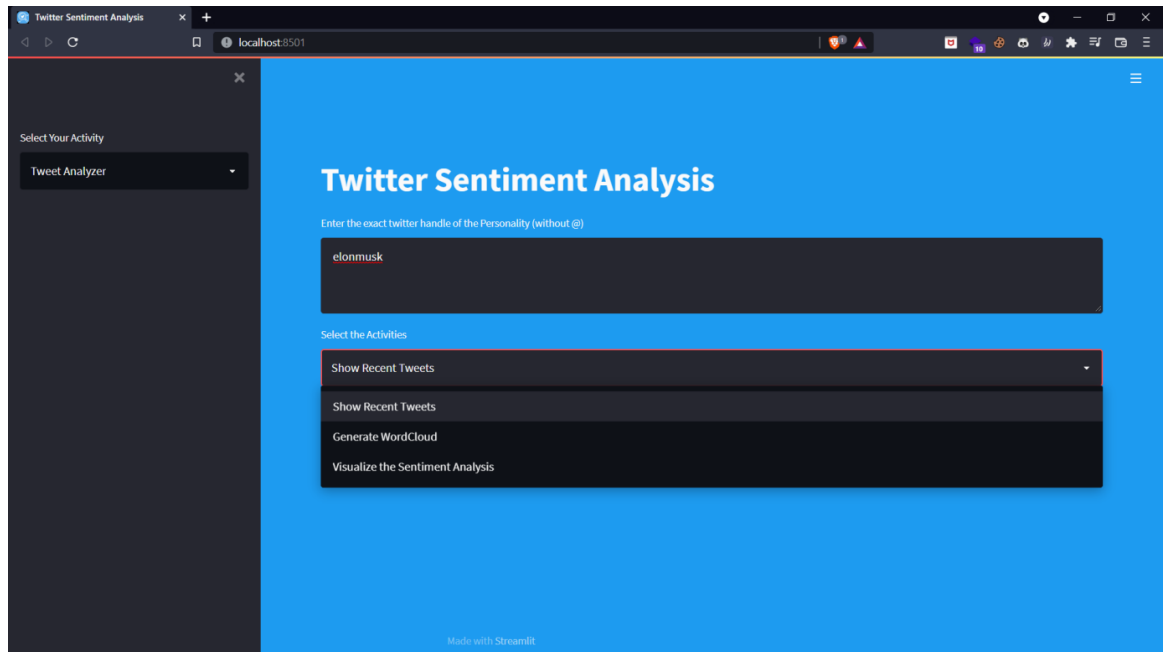 Twitter Sentiment Analysis
localhost:8501
10
Select Your Activity
Tweet Analyzer
Twitter Sentiment Analysis
Enter the exact twitter handle of the Personality (without @)
elonmusk
Select the Activities
Show Recent Tweets
Show Recent Tweets
Generate WordCloud
Visualize the Sentiment Analysis
Made with Streamlit